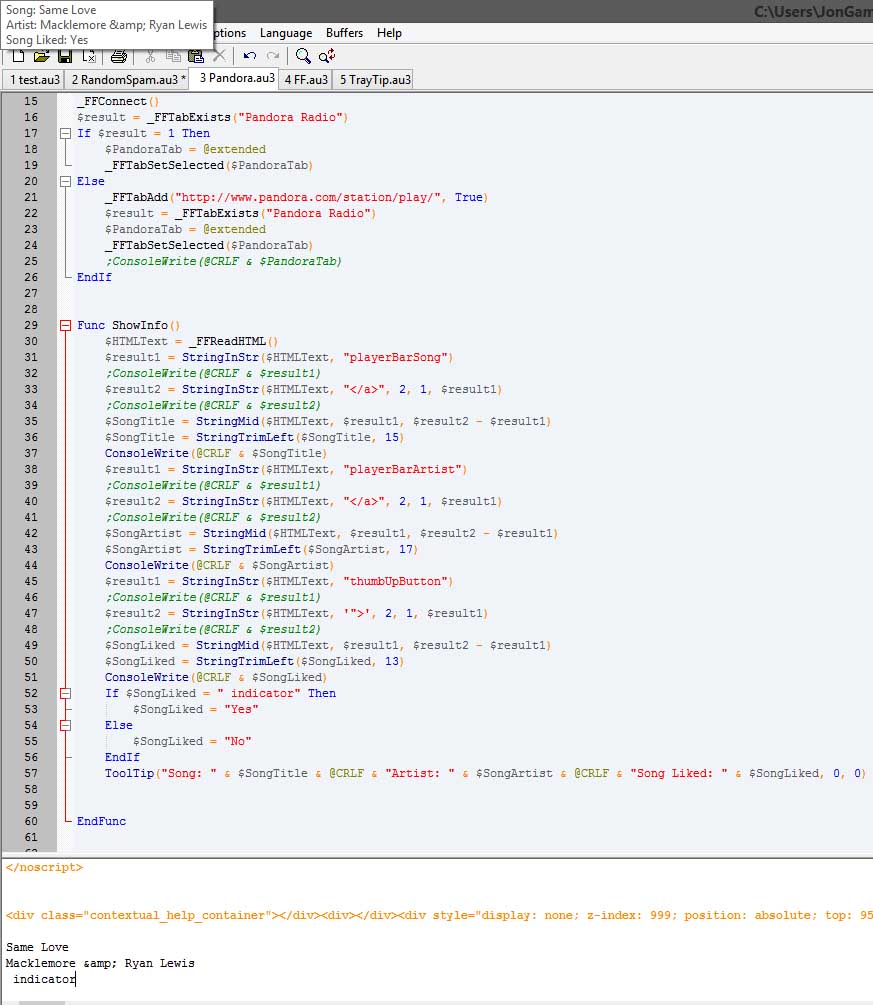 Song: Same Love
Artist: Macklemore &amp; Ryan Lewis
Song Liked: Yes
C:\Users\JonGam
ptions Language Buffers Help
1 test.au3 2 RandomSpam.au3 * 3 Pandora.au3 4 FF.au3 5 TrayTip.au3
15 _FFConnect()
16 $result = _FFTabExists("Pandora Radio")
17 If $result = 1 Then
18 $PandoraTab = @extended
19 _FFTabSetSelected($PandoraTab)
20 Else
21 _FFTabAdd("http://www.pandora.com/station/play/", True)
22 $result = _FFTabExists("Pandora Radio")
23 $PandoraTab = @extended
24 _FFTabSetSelected($PandoraTab)
25 ;ConsoleWrite(@CRLF & $PandoraTab)
26 EndIf
27
28
29 Func ShowInfo()
30 $HTMLText = _FFReadHTML()
31 $result1 = StringInStr($HTMLText, "playerBarSong")
32 ;ConsoleWrite(@CRLF & $result1)
33 $result2 = StringInStr($HTMLText, "</a>", 2, 1, $result1)
34 ;ConsoleWrite(@CRLF & $result2)
35 $SongTitle = StringMid($HTMLText, $result1, $result2 - $result1)
36 $SongTitle = StringTrimLeft($SongTitle, 15)
37 ConsoleWrite(@CRLF & $SongTitle)
38 $result1 = StringInStr($HTMLText, "playerBarArtist")
39 ;ConsoleWrite(@CRLF & $result1)
40 $result2 = StringInStr($HTMLText, "</a>", 2, 1, $result1)
41 ;ConsoleWrite(@CRLF & $result2)
42 $SongArtist = StringMid($HTMLText, $result1, $result2 - $result1)
43 $SongArtist = StringTrimLeft($SongArtist, 17)
44 ConsoleWrite(@CRLF & $SongArtist)
45 $result1 = StringInStr($HTMLText, "thumbUpButton")
46 ;ConsoleWrite(@CRLF & $result1)
47 $result2 = StringInStr($HTMLText, '">', 2, 1, $result1)
48 ;ConsoleWrite(@CRLF & $result2)
49 $SongLiked = StringMid($HTMLText, $result1, $result2 - $result1)
50 $SongLiked = StringTrimLeft($SongLiked, 13)
51 ConsoleWrite(@CRLF & $SongLiked)
52 If $SongLiked = " indicator" Then
53 $SongLiked = "Yes"
54 Else
55 $SongLiked = "No"
56 EndIf
57 ToolTip("Song: " & $SongTitle & @CRLF & "Artist: " & $SongArtist & @CRLF & "Song Liked: " & $SongLiked, 0, 0)
58
59
60 EndFunc
61
</noscript>
<div class="contextual_help_container"></div><div></div><div style="display: none; z-index: 999; position: absolute; top: 95
Same Love
Macklemore &amp; Ryan Lewis
indicator